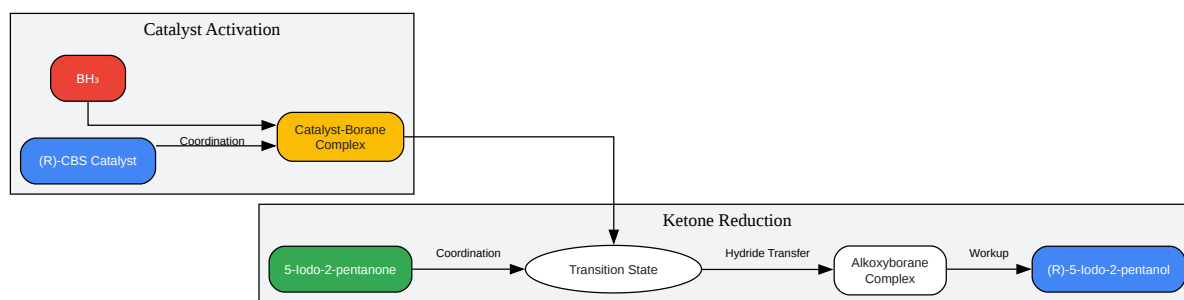 Catalyst Activation
BH₃
(R)-CBS Catalyst
Coordination
Catalyst-Borane
Complex
Ketone Reduction
5-Iodo-2-pentanone
Coordination
Transition State
Hydride Transfer
Alkoxyborane
Complex
Workup
(R)-5-Iodo-2-pentanol